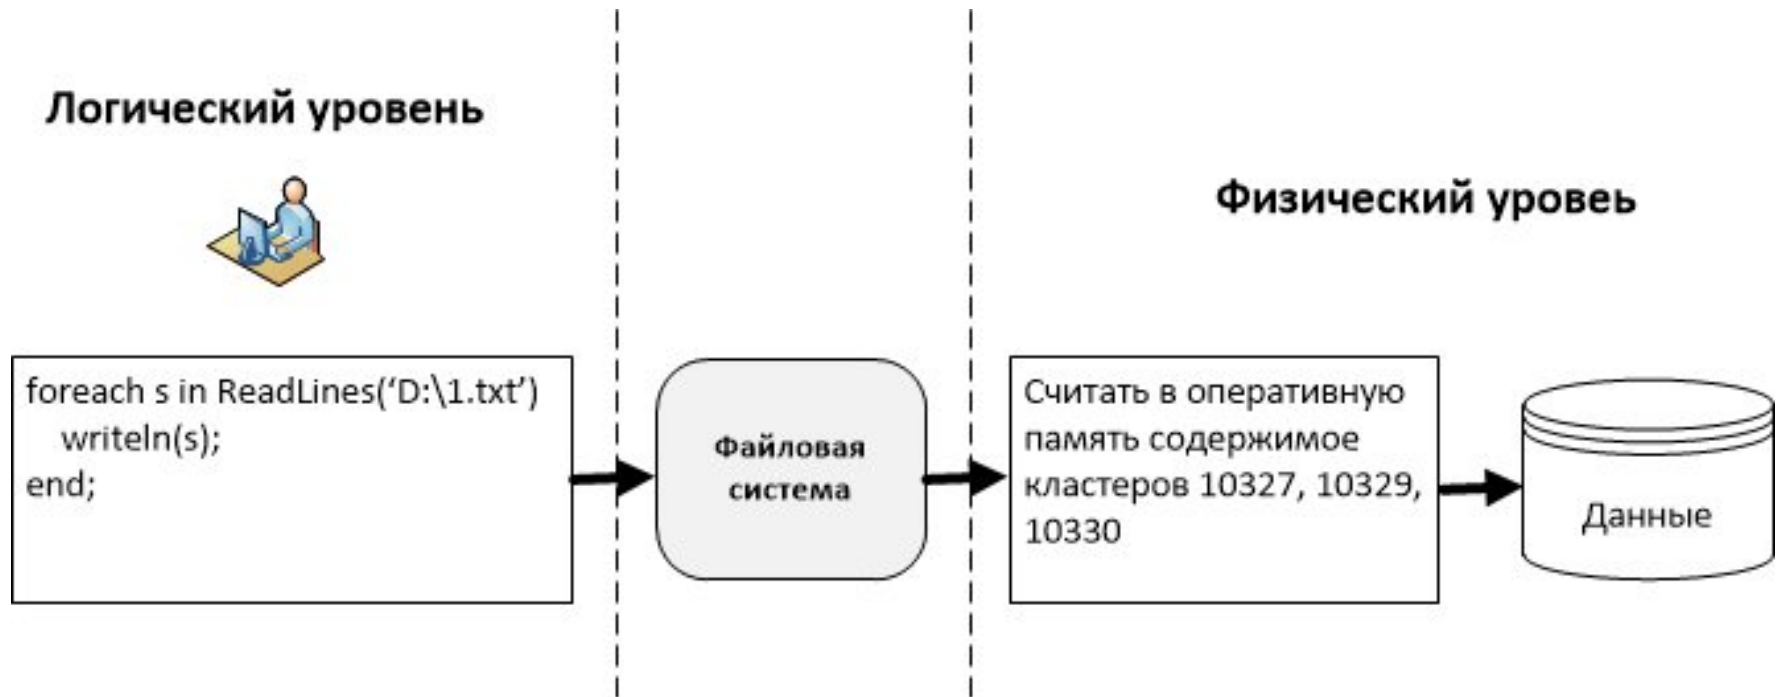 Логический уровень
Физический уровеь
foreach s in ReadLines(‘D:\1.txt’)
writeln(s);
end;
Файловая
система
Считать в оперативную
память содержимое
кластеров 10327, 10329,
10330
Данные